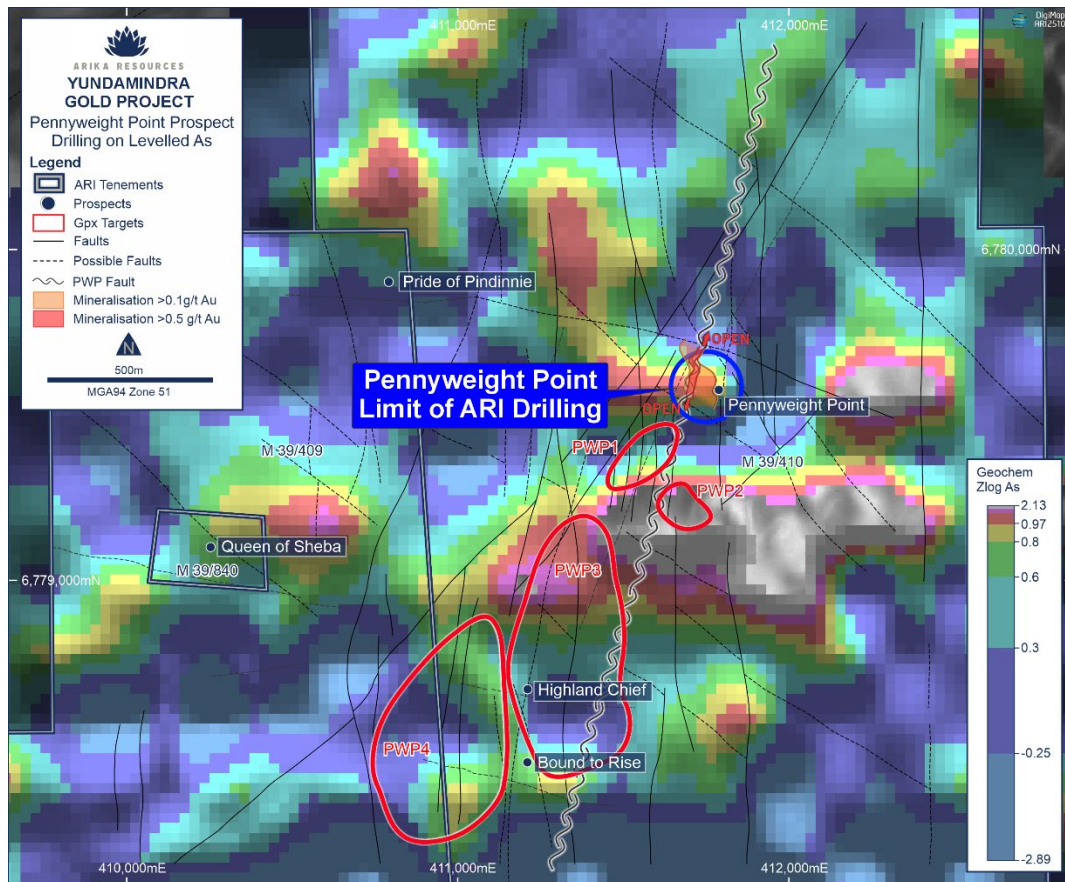 ARIKA RESOURCES
YUNDAMINDRA
GOLD PROJECT
Pennyweight Point Prospect
Drilling on Levelled As
Legend
ARI Tenements
Prospects
Gpx Targets
Faults
Possible Faults
PWP Fault
Mineralisation >0.1g/t Au
Mineralisation >0.5 g/t Au
N
500m
MGA94 Zone 51
411,000mE
412,000mE
DigiMap
ARI2510
6,780,000mN
Pride of Pindinnie
OPEN
Pennyweight Point
Limit of ARI Drilling
Pennyweight Point
OPEN
PWP1
M 39/409
M 39/410
PWP2
Queen of Sheba
M 39/840
6,779,000mN
PWP3
Highland Chief
PWP4
Bound to Rise
Geochem
Zlog As
2.13
0.97
0.8
0.6
0.3
-0.25
-2.89
410,000mE
411,000mE
412,000mE